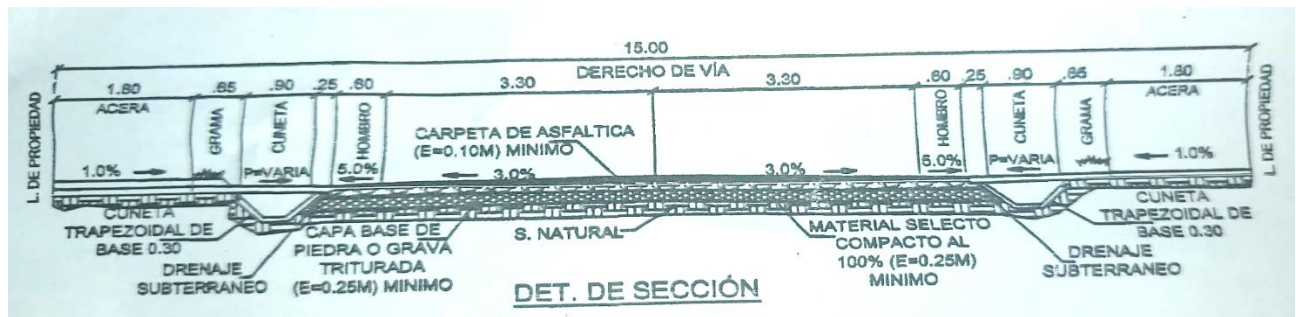 15.00
DERECHO DE VÍA
1.80 .65 .90 .25 .60 3.30 3.30 .60 .25 .90 .65 1.80
ACERA
GRAMA
CUNETA
HOMBRO
HOMBRO
CUNETA
GRAMA
ACERA
L. DE PROPIEDAD
L. DE PROPIEDAD
CARPETA DE ASFALTICA
(E=0.10M) MINIMO
1.0% P=VARIA 5.0% 3.0% 3.0% 5.0% P=VARIA 1.0%
CUNETA
TRAPEZOIDAL DE
BASE 0.30
DRENAJE
SUBTERRANEO
CAPA BASE DE
PIEDRA O GRAVA
TRITURADA
(E=0.25M) MINIMO
S. NATURAL
MATERIAL SELECTO
COMPACTO AL
100% (E=0.25M)
MINIMO
DRENAJE
SUBTERRANEO
CUNETA
TRAPEZOIDAL DE
BASE 0.30
DET. DE SECCIÓN